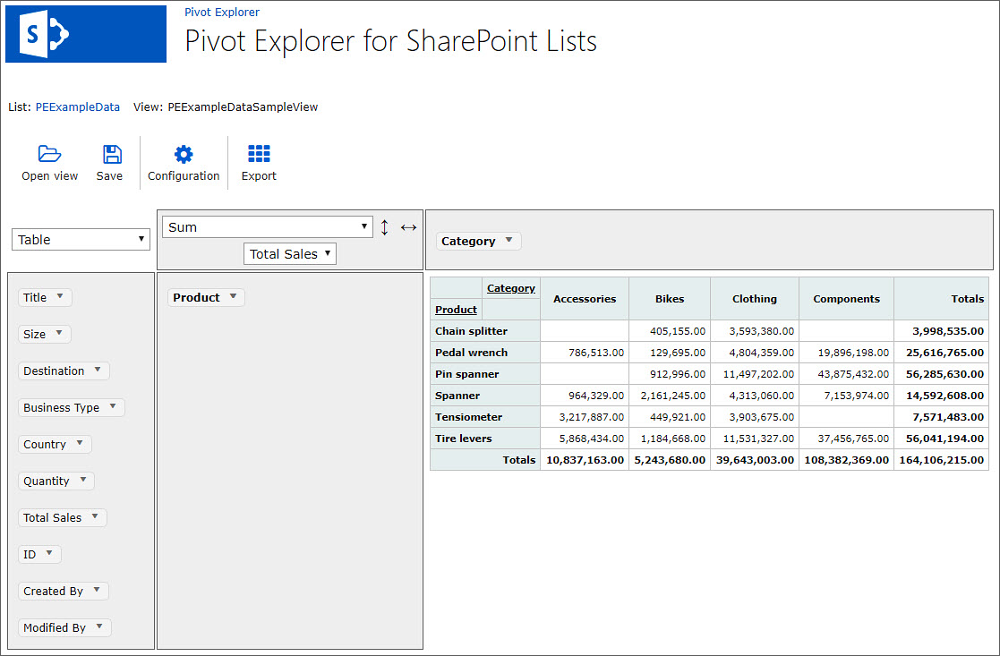 S
Pivot Explorer
Pivot Explorer for SharePoint Lists
List: PEExampleData View: PEExampleDataSampleView
Open view Save Configuration Export
Table
Sum
Total Sales
Category
Title
Size
Destination
Business Type
Country
Quantity
Total Sales
ID
Created By
Modified By
Product
Category Accessories Bikes Clothing Components Totals
Product
Chain splitter 405,155.00 3,593,380.00 3,998,535.00
Pedal wrench 786,513.00 129,695.00 4,804,359.00 19,896,198.00 25,616,765.00
Pin spanner 912,996.00 11,497,202.00 43,875,432.00 56,285,630.00
Spanner 964,329.00 2,161,245.00 4,313,060.00 7,153,974.00 14,592,608.00
Tensiometer 3,217,887.00 449,921.00 3,903,675.00 7,571,483.00
Tire levers 5,868,434.00 1,184,668.00 11,531,327.00 37,456,765.00 56,041,194.00
Totals 10,837,163.00 5,243,680.00 39,643,003.00 108,382,369.00 164,106,215.00